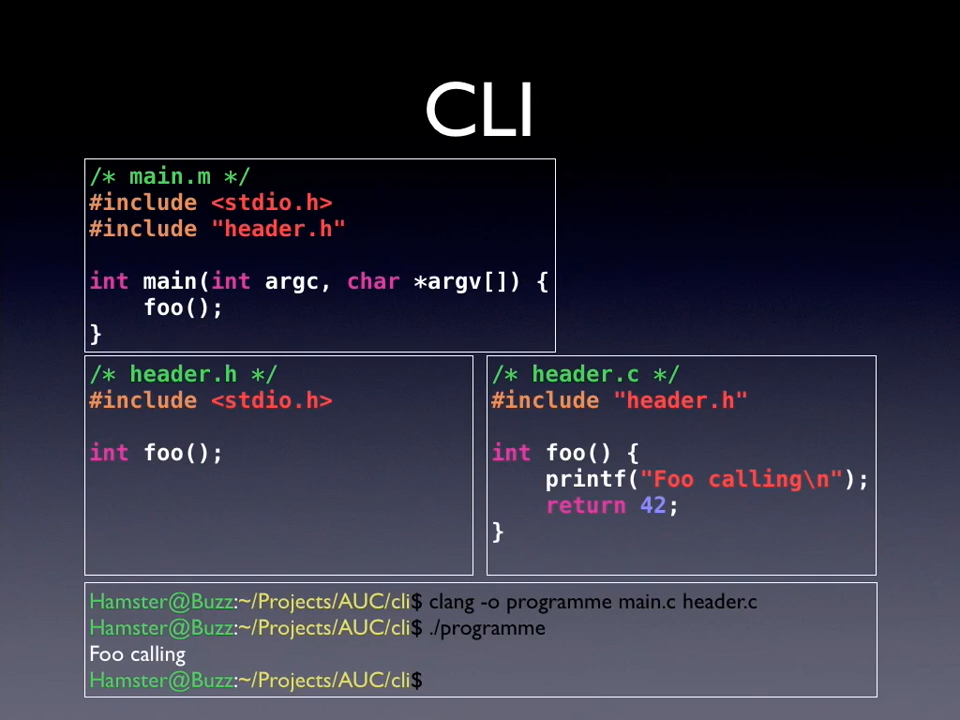 CLI
/* main.m */
#include <stdio.h>
#include "header.h"
int main(int argc, char *argv[]) {
    foo();
}
/* header.h */
#include <stdio.h>
int foo();
/* header.c */
#include "header.h"
int foo() {
    printf("Foo calling\n");
    return 42;
}
Hamster@Buzz:~/Projects/AUC/cli$ clang -o programme main.c header.c
Hamster@Buzz:~/Projects/AUC/cli$ ./programme
Foo calling
Hamster@Buzz:~/Projects/AUC/cli$